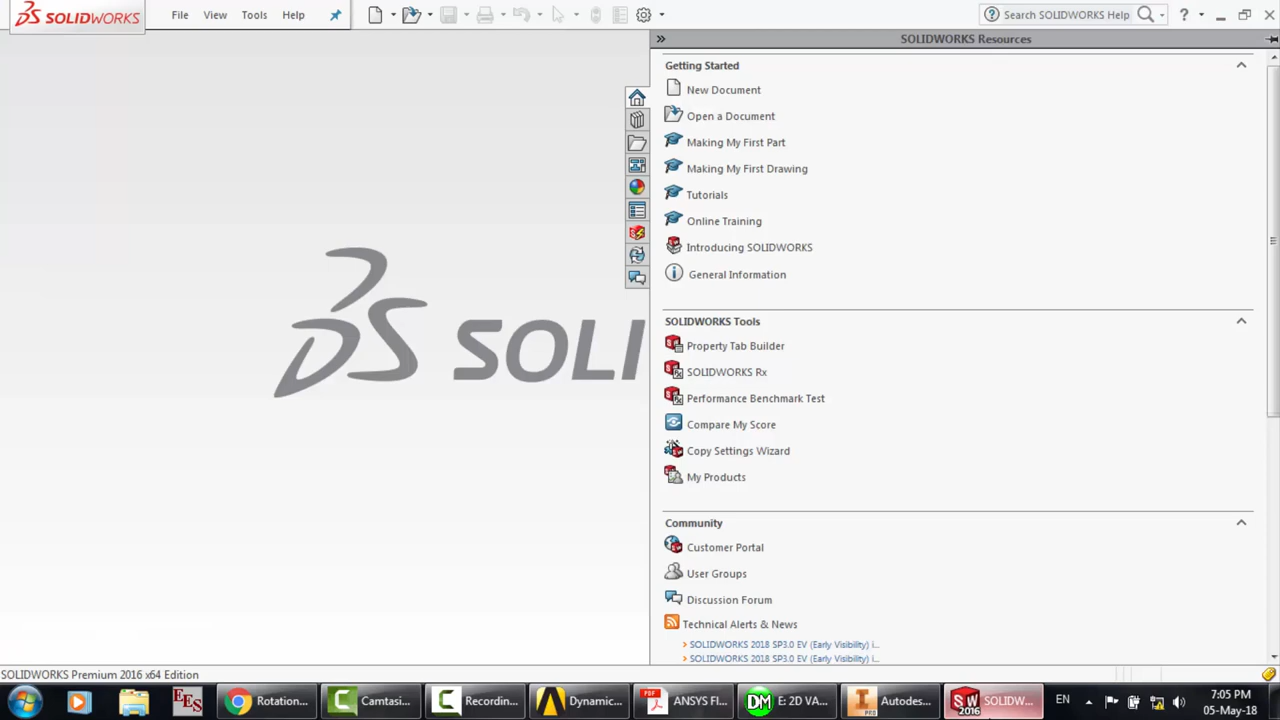 SOLIDWORKS File View Tools Help Search SOLIDWORKS Help ?
SOLIDWORKS Resources
Getting Started
New Document
Open a Document
Making My First Part
Making My First Drawing
Tutorials
Online Training
Introducing SOLIDWORKS
General Information
SOLI
SOLIDWORKS Tools
Property Tab Builder
SOLIDWORKS Rx
Performance Benchmark Test
Compare My Score
Copy Settings Wizard
My Products
Community
Customer Portal
User Groups
Discussion Forum
Technical Alerts & News
SOLIDWORKS 2018 SP3.0 EV (Early Visibility) i...
SOLIDWORKS 2018 SP3.0 EV (Early Visibility) i...
SOLIDWORKS Premium 2016 x64 Edition
Rotation... Camtasi... Recordin... Dynamic... ANSYS Fl... E: 2D VA... Autodes... SOLIDW... EN 7:05 PM
05-May-18